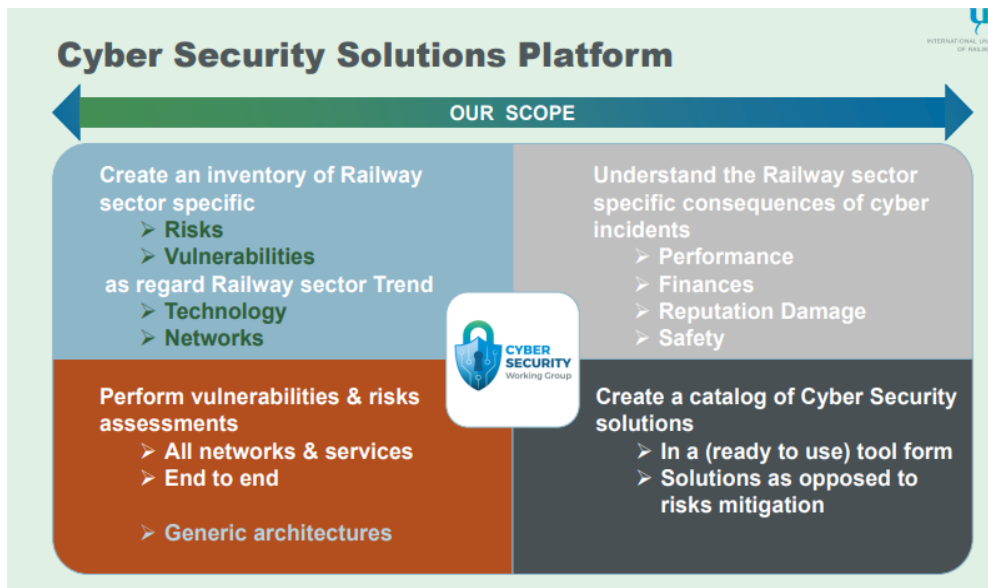 Cyber Security Solutions Platform
INTERNATIONAL
OUR SCOPE
Create an inventory of Railway
sector specific
➢ Risks
➢ Vulnerabilities
as regard Railway sector Trend
➢ Technology
➢ Networks
Understand the Railway sector
specific consequences of cyber
incidents
➢ Performance
➢ Finances
➢ Reputation Damage
➢ Safety
CYBER
SECURITY
Working Group
Perform vulnerabilities & risks
assessments
➢ All networks & services
➢ End to end
➢ Generic architectures
Create a catalog of Cyber Security
solutions
➢ In a (ready to use) tool form
➢ Solutions as opposed to
risks mitigation